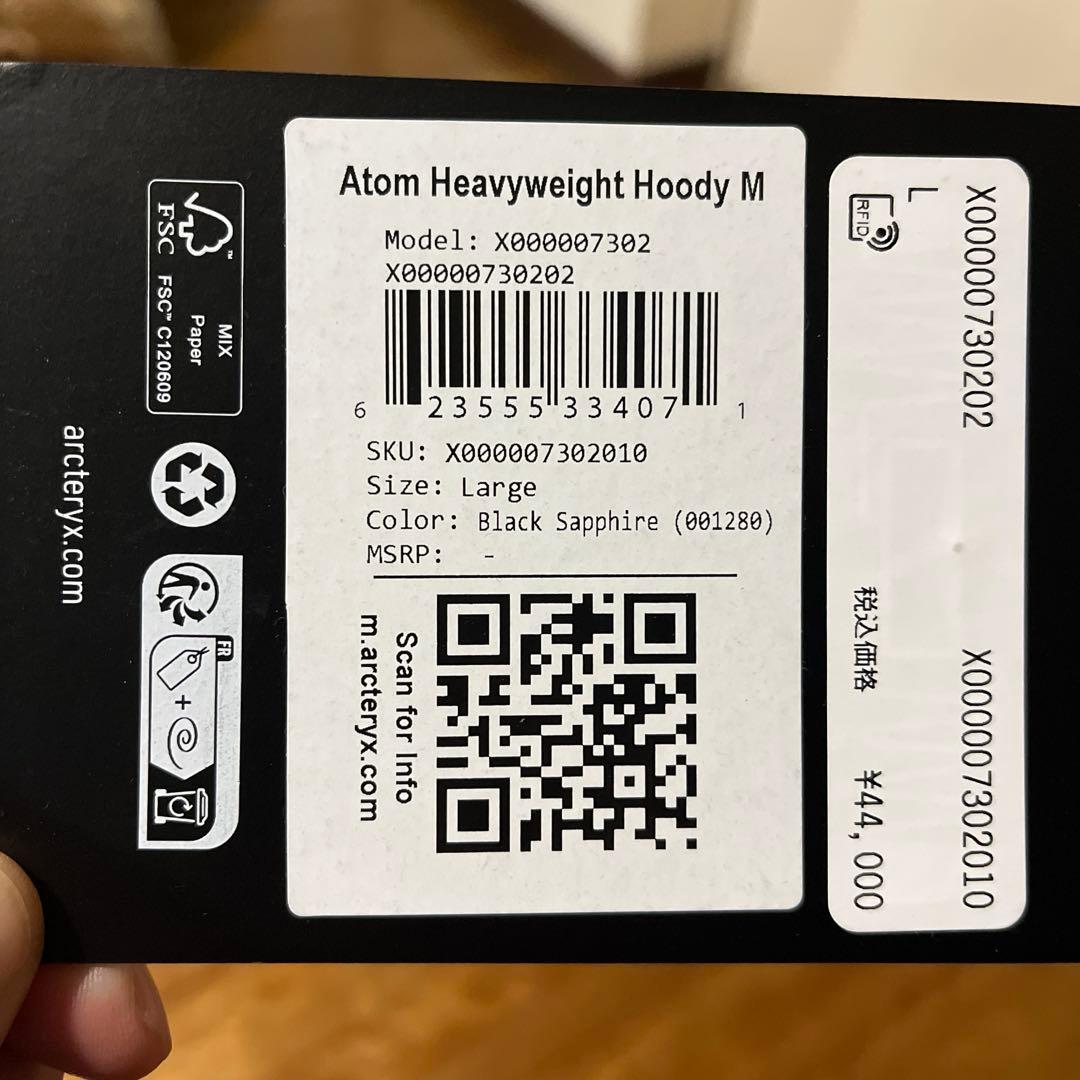 Atom Heavyweight Hoody M
Model: X000007302
X00000730202
6 23555 33407 1
SKU: X000007302010
Size: Large
Color: Black Sapphire (001280)
MSRP: -
Scan for Info
m.arcteryx.com
X00000730202 X000007302010
L
RFID
税込価格 ¥44,000
FSC™
MIX
Paper
FSC™ C120609
FR
+
arcteryx.com